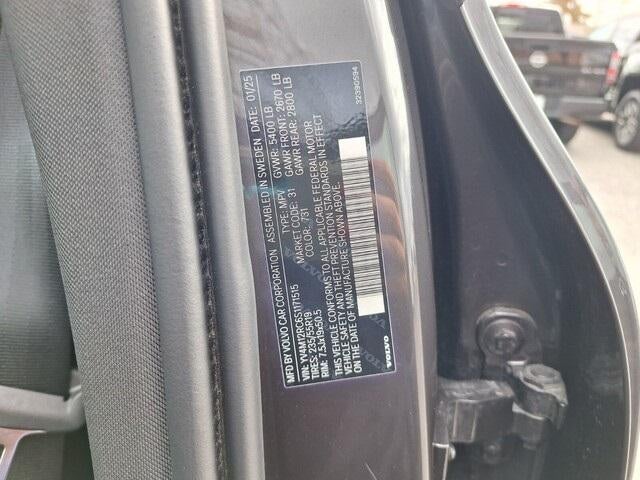 MFD BY VOLVO CAR CORPORATION ASSEMBLED IN SWEDEN DATE: 01/25
GVWR: 5400 LB
GAWR FRONT: 2670 LB
GAWR REAR: 2800 LB
VIN: YV4M12RC6S1171515 TYPE: MPV
TIRES: 235/55R19 MARKET CODE: 31
RIM: 7.5Jx19x50.5 COLOR: 731
THIS VEHICLE CONFORMS TO ALL APPLICABLE FEDERAL MOTOR
VEHICLE SAFETY AND THEFT PREVENTION STANDARDS IN EFFECT
ON THE DATE OF MANUFACTURE SHOWN ABOVE.
32390594
VOLVO